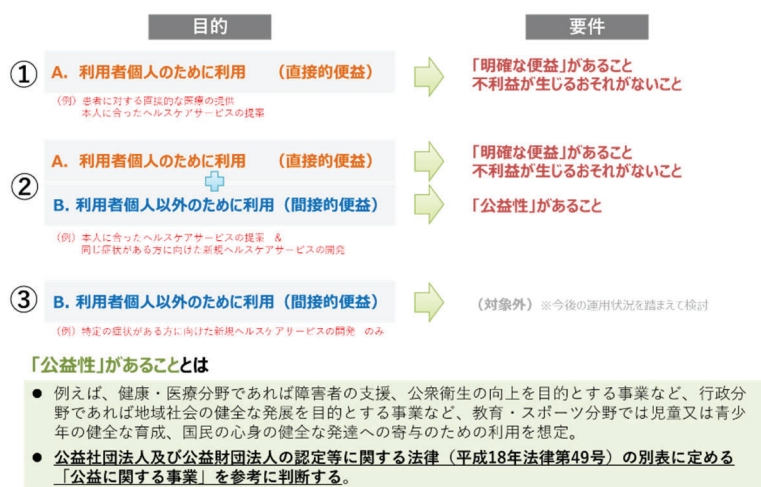 目的
要件
①
A. 利用者個人のために利用 (直接的便益)
「明確な便益」があること
不利益が生じるおそれがないこと
(例) 患者に対する直接的な医療の提供
本人に合ったヘルスケアサービスの提案
②
A. 利用者個人のために利用 (直接的便益)
「明確な便益」があること
不利益が生じるおそれがないこと
B. 利用者個人以外のために利用 (間接的便益)
「公益性」があること
(例) 本人に合ったヘルスケアサービスの提案 &
同じ症状がある方に向けた新規ヘルスケアサービスの開発
③
B. 利用者個人以外のために利用 (間接的便益)
(対象外) ※今後の運用状況を踏まえて検討
(例) 特定の症状がある方に向けた新規ヘルスケアサービスの開発 のみ
「公益性」があることとは
● 例えば、健康・医療分野であれば障害者の支援、公衆衛生の向上を目的とする事業など、行政分
野であれば地域社会の健全な発展を目的とする事業など、教育・スポーツ分野では児童又は青少
年の健全な育成、国民の心身の健全な発達への寄与のための利用を想定。
● 公益社団法人及び公益財団法人の認定等に関する法律(平成18年法律第49号)の別表に定める
「公益に関する事業」を参考に判断する。